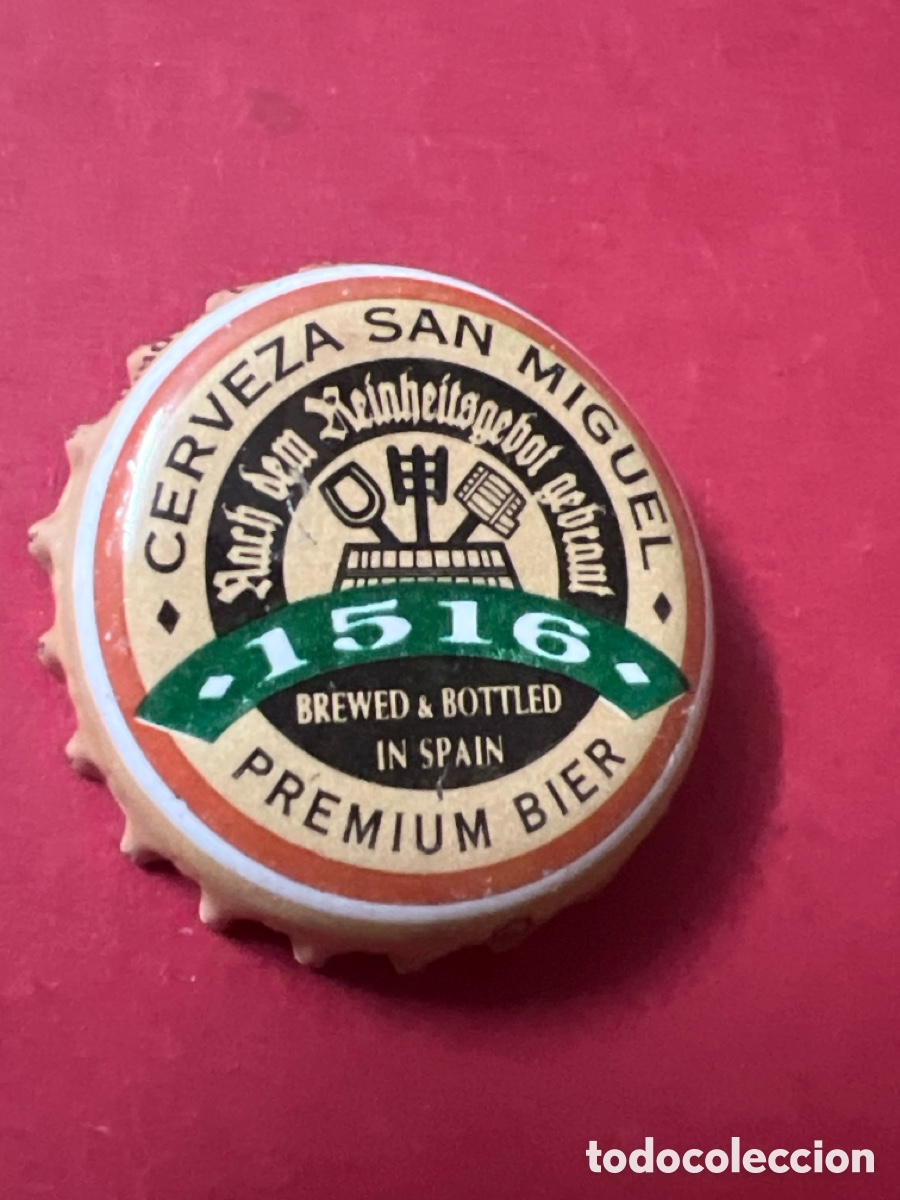 CERVEZA SAN MIGUEL
Nach dem Reinheitsgebot gebraut
1516
BREWED & BOTTLED
IN SPAIN
PREMIUM BIER
todocoleccion